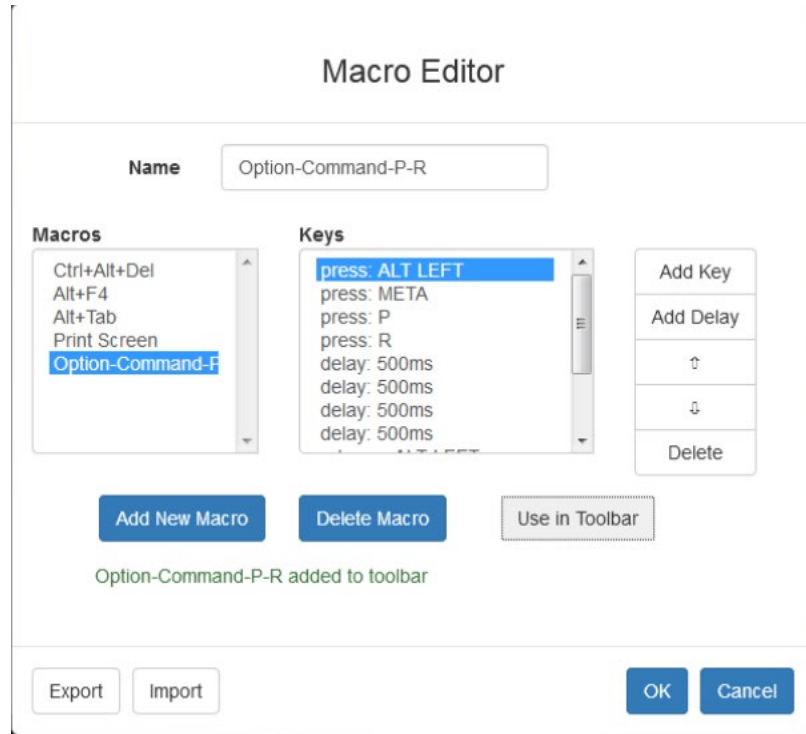 Macro Editor
Name
Option-Command-P-R
Macros
Ctrl+Alt+Del
Alt+F4
Alt+Tab
Print Screen
Option-Command-P
Keys
press: ALT LEFT
press: META
press: P
press: R
delay: 500ms
delay: 500ms
delay: 500ms
delay: 500ms
Add Key
Add Delay
⇧
⇩
Delete
Add New Macro
Delete Macro
Use in Toolbar
Option-Command-P-R added to toolbar
Export
Import
OK
Cancel